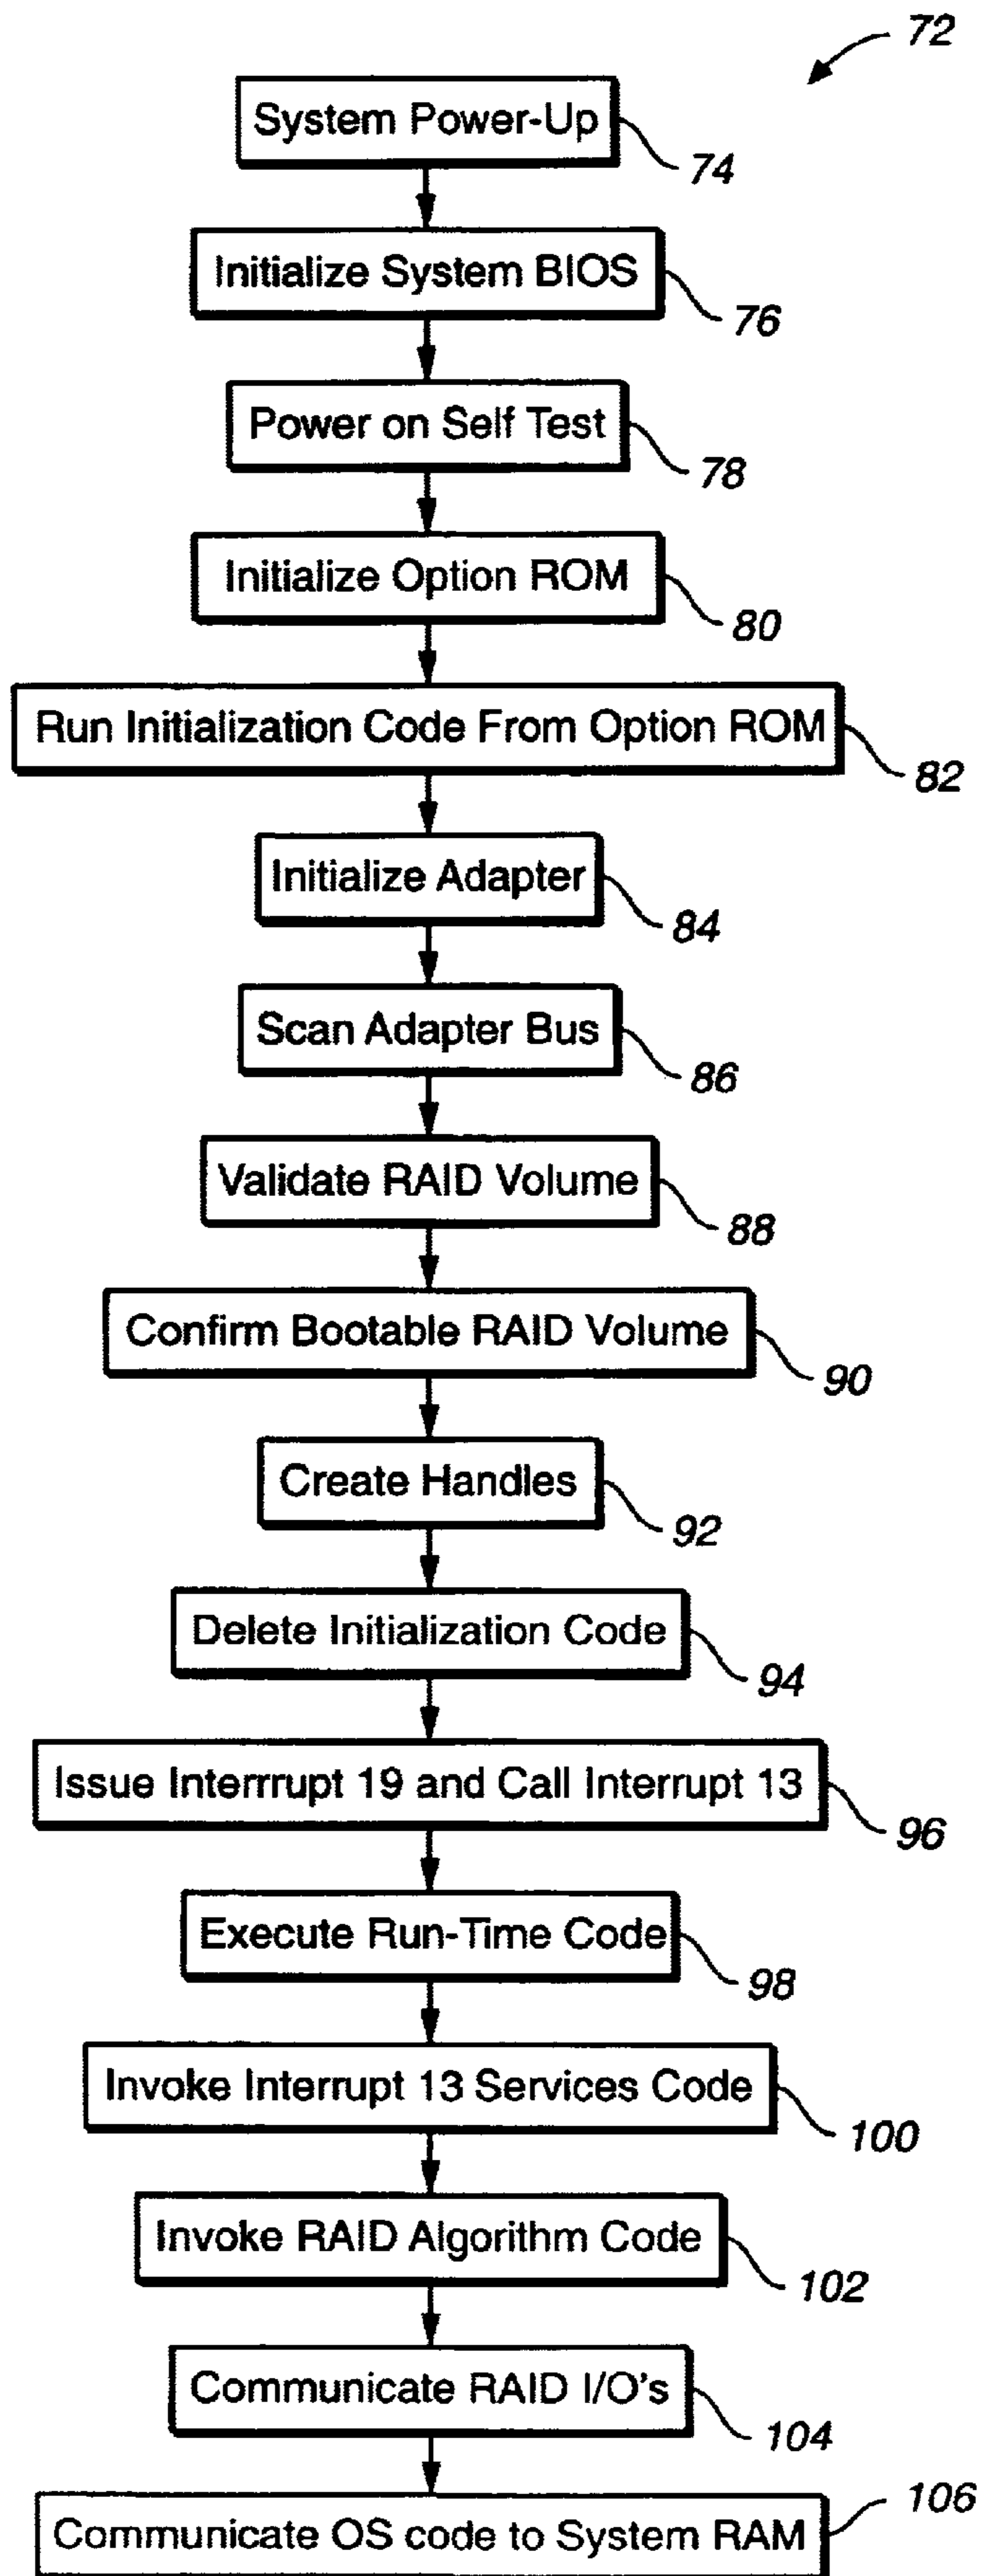 72
System Power-Up
74
Initialize System BIOS
76
Power on Self Test
78
Initialize Option ROM
80
Run Initialization Code From Option ROM
82
Initialize Adapter
84
Scan Adapter Bus
86
Validate RAID Volume
88
Confirm Bootable RAID Volume
90
Create Handles
92
Delete Initialization Code
94
Issue Interrrupt 19 and Call Interrupt 13
96
Execute Run-Time Code
98
Invoke Interrupt 13 Services Code
100
Invoke RAID Algorithm Code
102
Communicate RAID I/O's
104
106
Communicate OS code to System RAM